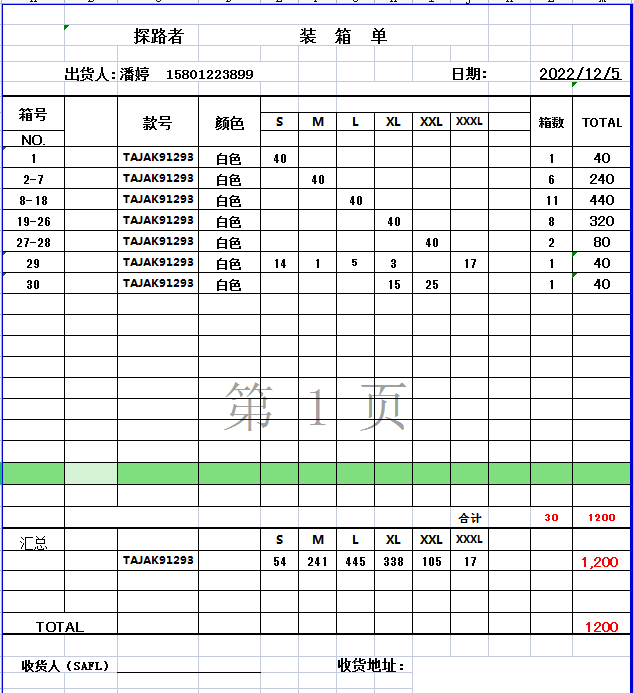 探路者 装 箱 单
出货人: 潘婷 15801223899 日期: 2022/12/5
箱号 款号 颜色 S M L XL XXL XXXL 箱数 TOTAL
NO.
1 TAJAK91293 白色 40 1 40
2-7 TAJAK91293 白色 40 6 240
8-18 TAJAK91293 白色 40 11 440
19-26 TAJAK91293 白色 40 8 320
27-28 TAJAK91293 白色 40 2 80
29 TAJAK91293 白色 14 1 5 3 17 1 40
30 TAJAK91293 白色 15 25 1 40
第 1 页
合计 30 1200
汇总 S M L XL XXL XXXL
TAJAK91293 54 241 445 338 105 17 1,200
TOTAL 1200
收货人（SAFL） 收货地址：